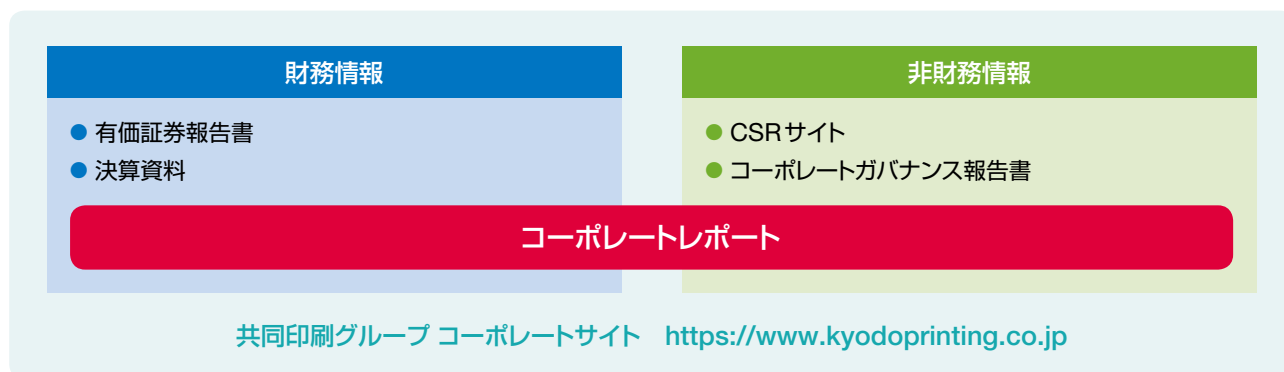 財務情報
● 有価証券報告書
● 決算資料
非財務情報
● CSRサイト
● コーポレートガバナンス報告書
コーポレートレポート
共同印刷グループ コーポレートサイト　https://www.kyodoprinting.co.jp